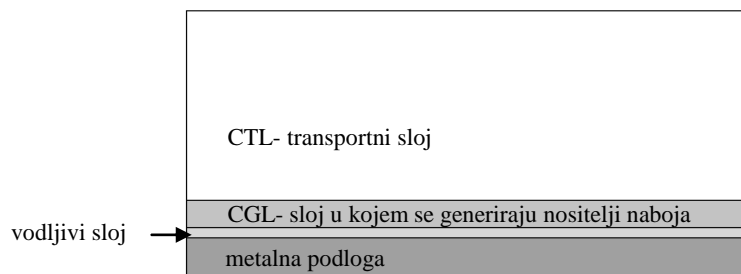 CTL- transportni sloj
CGL- sloj u kojem se generiraju nositelji naboja
vodljivi sloj
metalna podloga